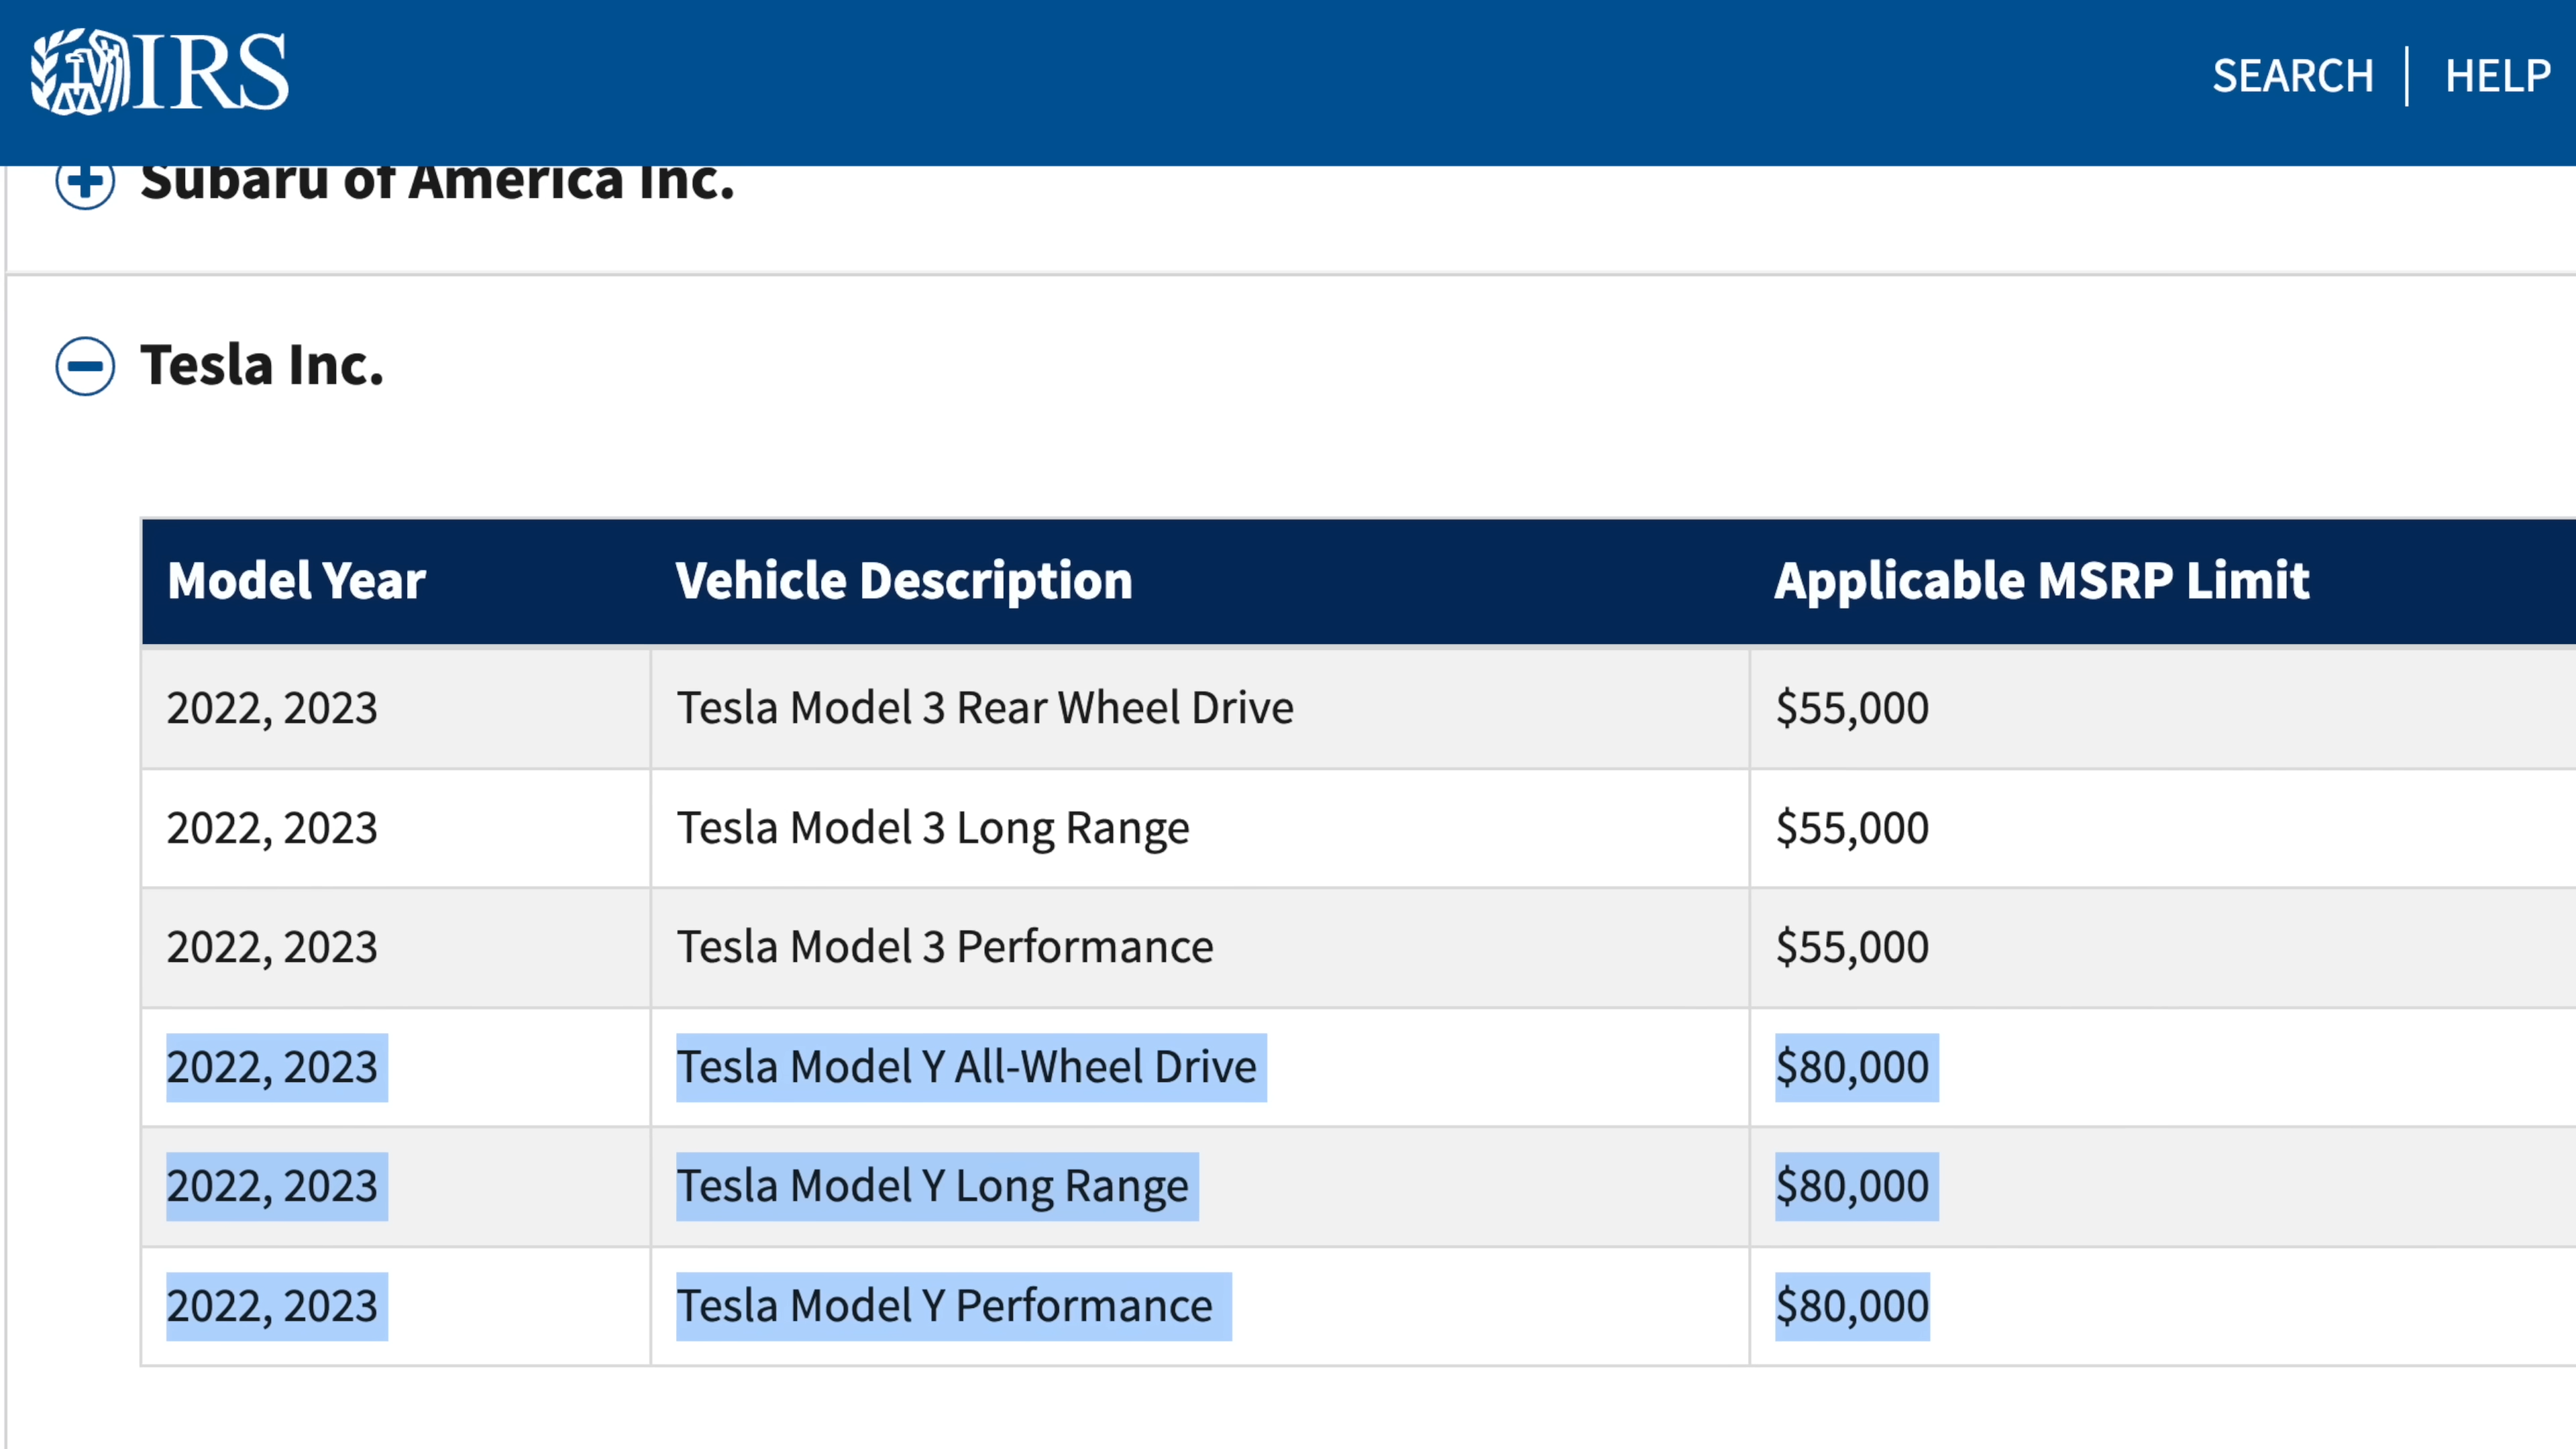 IRS
SEARCH | HELP
Subaru of America Inc.
Tesla Inc.
Model Year Vehicle Description Applicable MSRP Limit
2022, 2023 Tesla Model 3 Rear Wheel Drive $55,000
2022, 2023 Tesla Model 3 Long Range $55,000
2022, 2023 Tesla Model 3 Performance $55,000
2022, 2023 Tesla Model Y All-Wheel Drive $80,000
2022, 2023 Tesla Model Y Long Range $80,000
2022, 2023 Tesla Model Y Performance $80,000